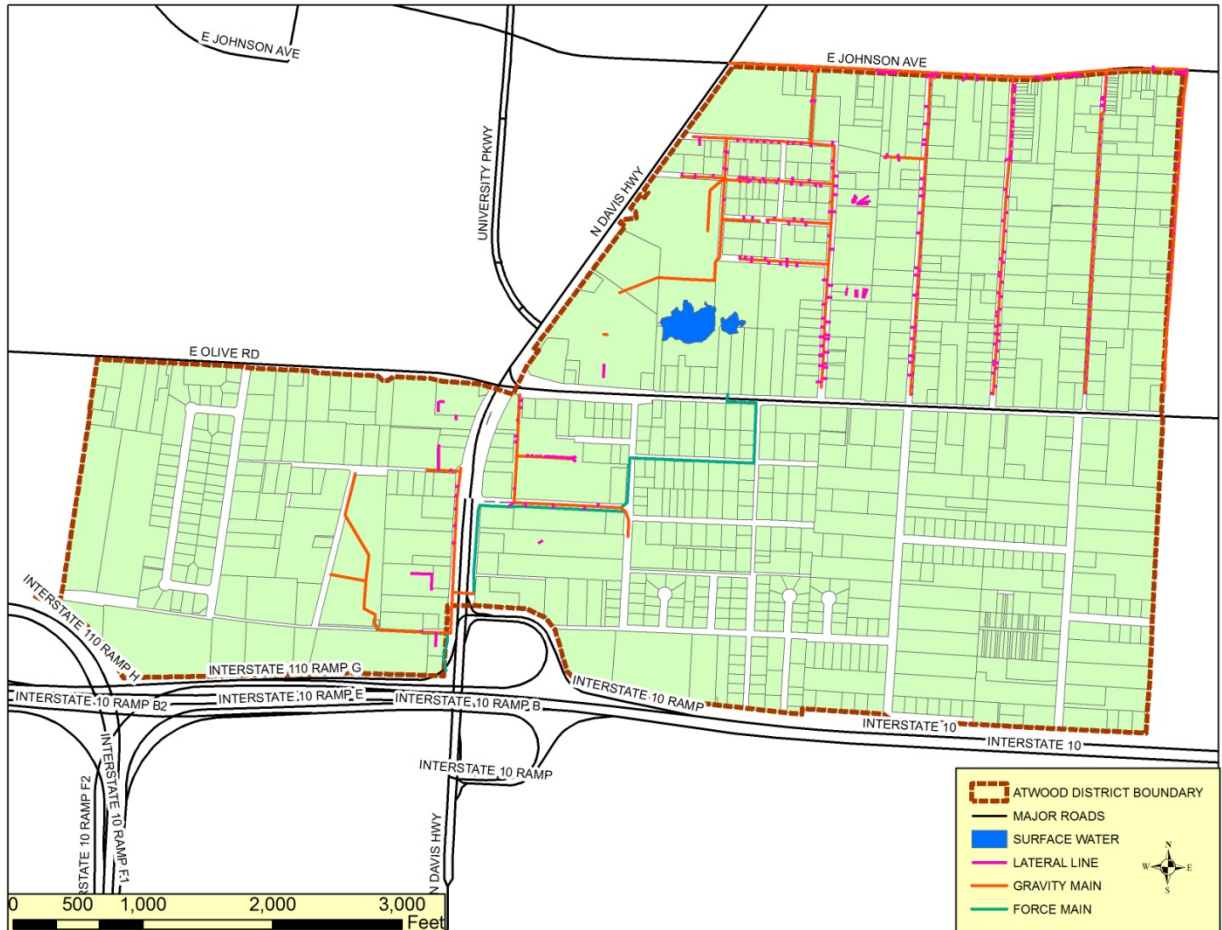 E JOHNSON AVE
E JOHNSON AVE
UNIVERSITY PKWY
N DAVIS HWY
E OLIVE RD
INTERSTATE 110 RAMP H
INTERSTATE 110 RAMP G
INTERSTATE 10 RAMP B2
INTERSTATE 10 RAMP E
INTERSTATE 10 RAMP B
INTERSTATE 10 RAMP
INTERSTATE 10
INTERSTATE 10
INTERSTATE 10 RAMP
INTERSTATE 10 RAMP F2
INTERSTATE 10 RAMP F1
N DAVIS HWY
ATWOOD DISTRICT BOUNDARY
MAJOR ROADS
SURFACE WATER
LATERAL LINE
GRAVITY MAIN
FORCE MAIN
N
W E
S
0 500 1,000 2,000 3,000
Feet